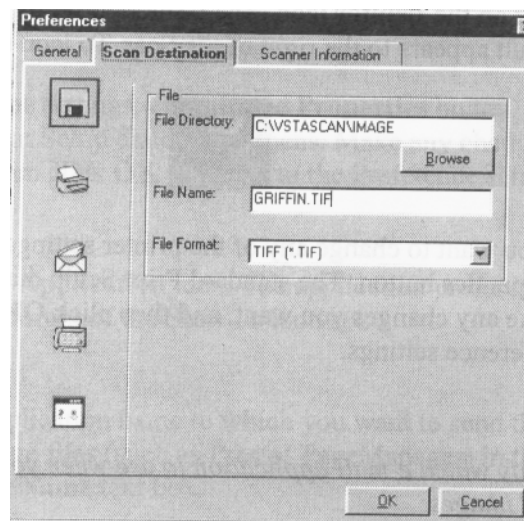 Preferences
General Scan Destination Scanner Information
File
File Directory: C:\VSTASCAN\IMAGE
Browse
File Name: GRIFFIN.TIF
File Format: TIFF (*.TIF)
OK Cancel